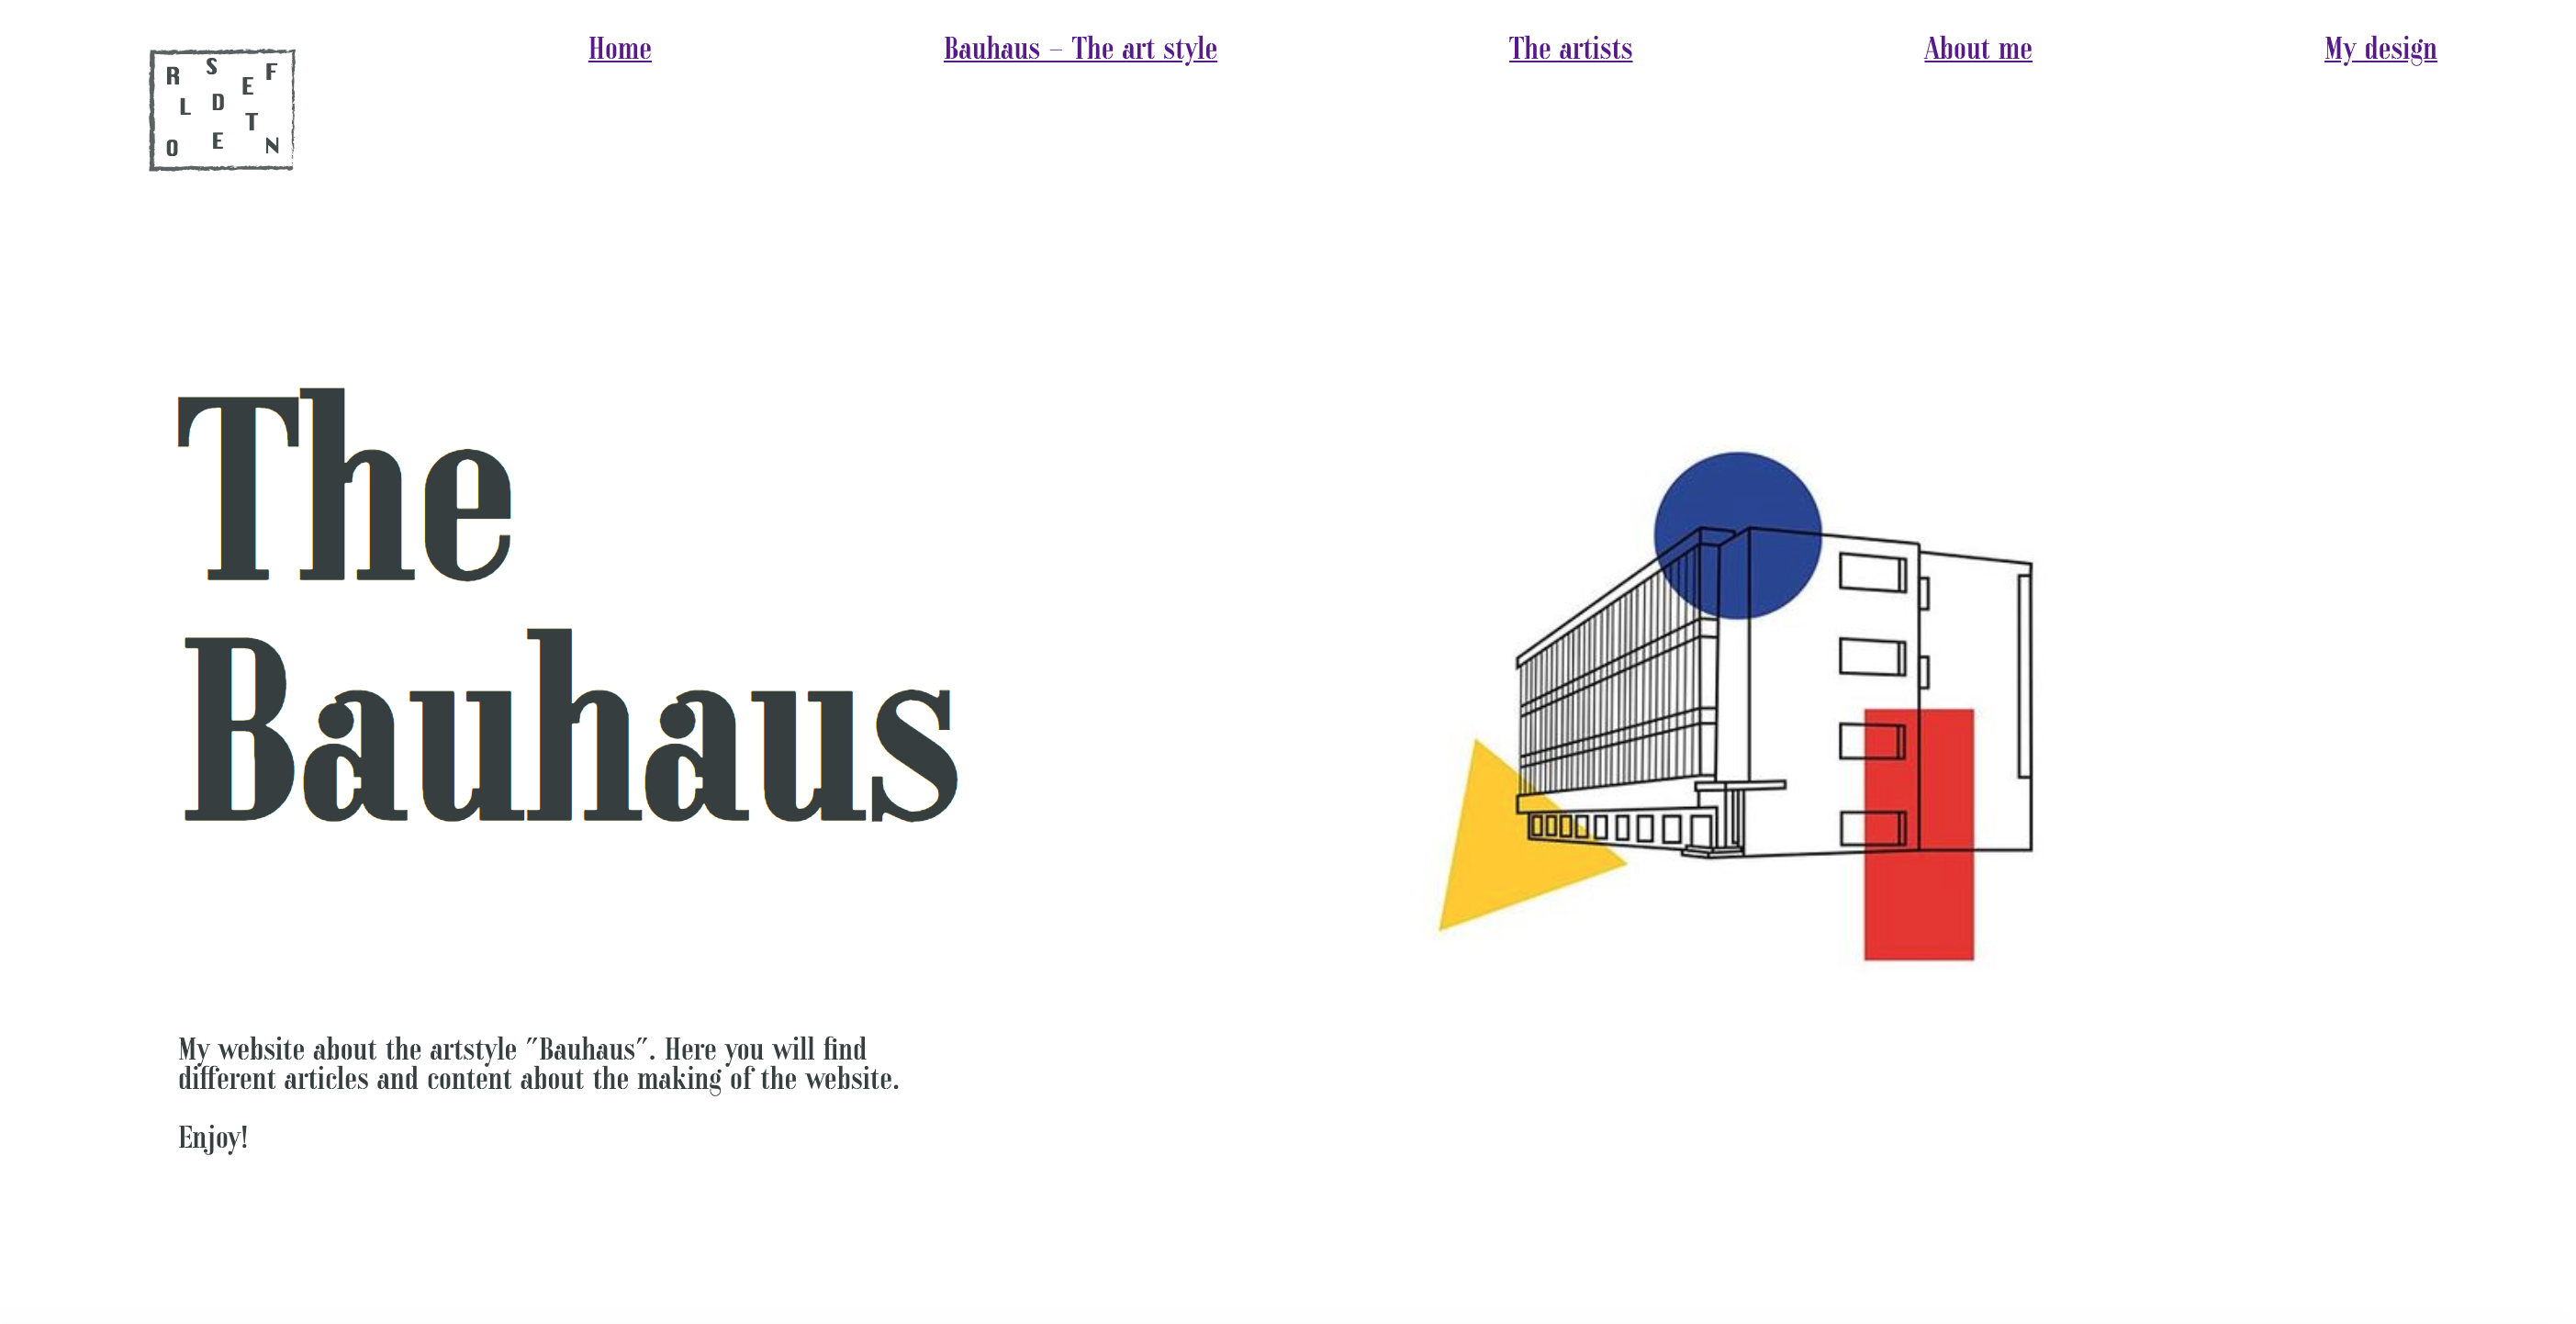 R S E F
L D T
O E N
Home
Bauhaus – The art style
The artists
About me
My design
The
Bauhaus
My website about the artstyle "Bauhaus". Here you will find
different articles and content about the making of the website.
Enjoy!